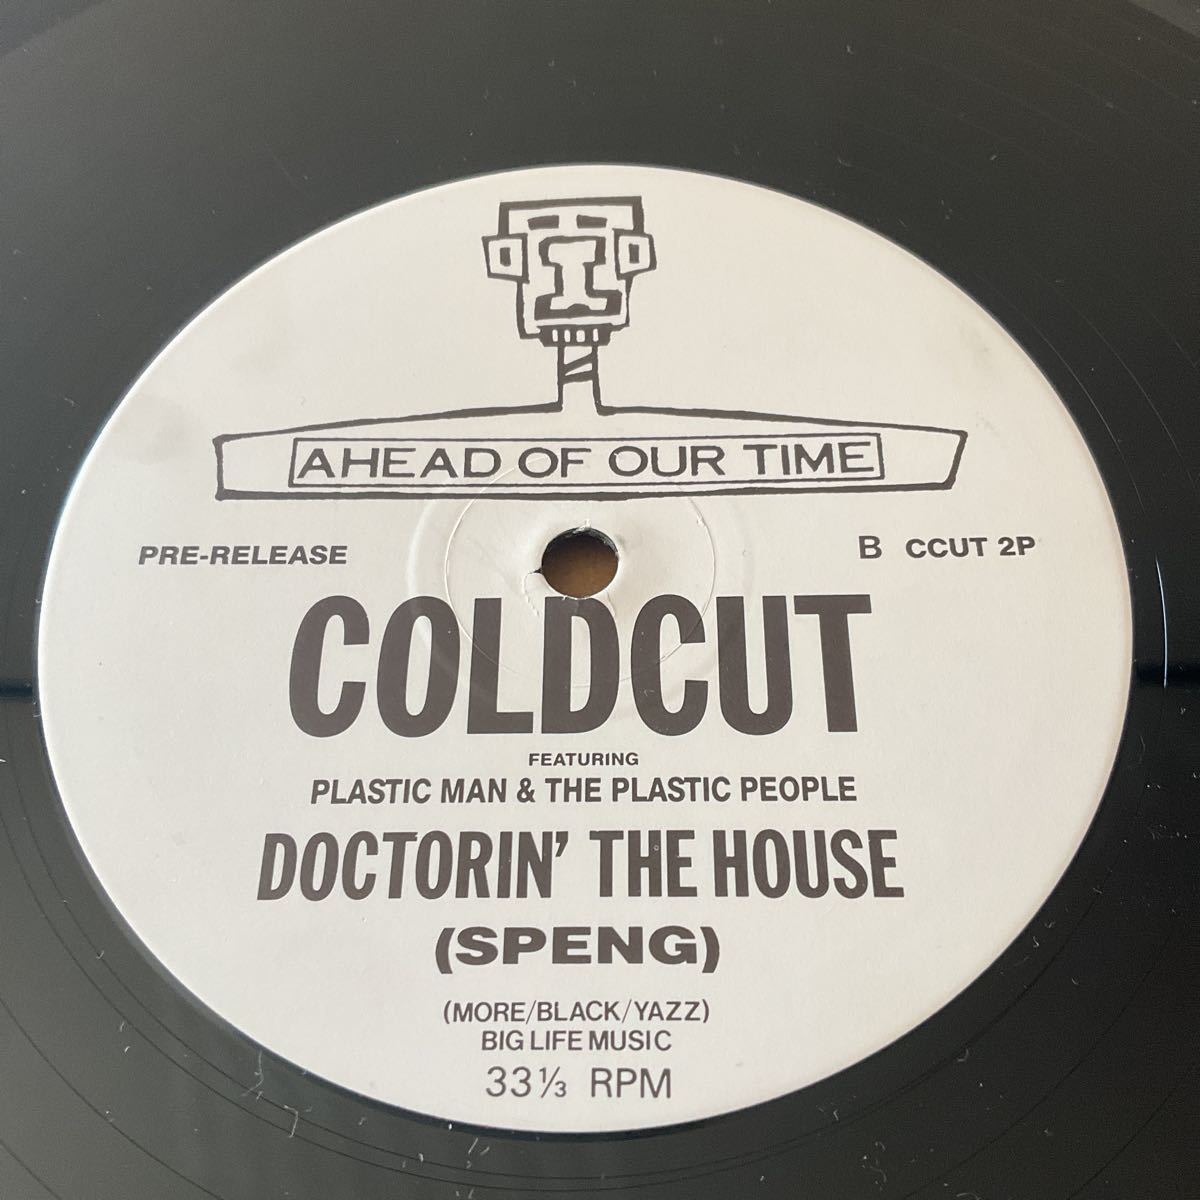 AHEAD OF OUR TIME
PRE-RELEASE
B CCUT 2P
COLDCUT
FEATURING
PLASTIC MAN & THE PLASTIC PEOPLE
DOCTORIN' THE HOUSE
(SPENG)
(MORE/BLACK/YAZZ)
BIG LIFE MUSIC
33⅓ RPM